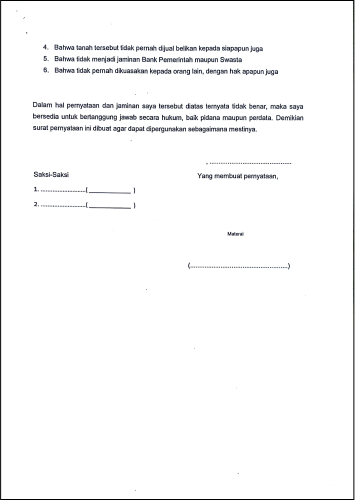 4. Bahwa tanah tersebut tidak pernah dijual belikan kepada siapapun juga
5. Bahwa tidak menjadi jaminan Bank Pemerintah maupun Swasta
6. Bahwa tidak pernah dikuasakan kepada orang lain, dengan hak apapun juga
Dalam hal pernyataan dan jaminan saya tersebut diatas ternyata tidak benar, maka saya
bersedia untuk bertanggung jawab secara hukum, baik pidana maupun perdata. Demikian
surat pernyataan ini dibuat agar dapat dipergunakan sebagaimana mestinya.
, ........................................
Saksi-Saksi
Yang membuat pernyataan,
1. ......................( ____________ )
2. ......................( ____________ )
Materai
(................................................)